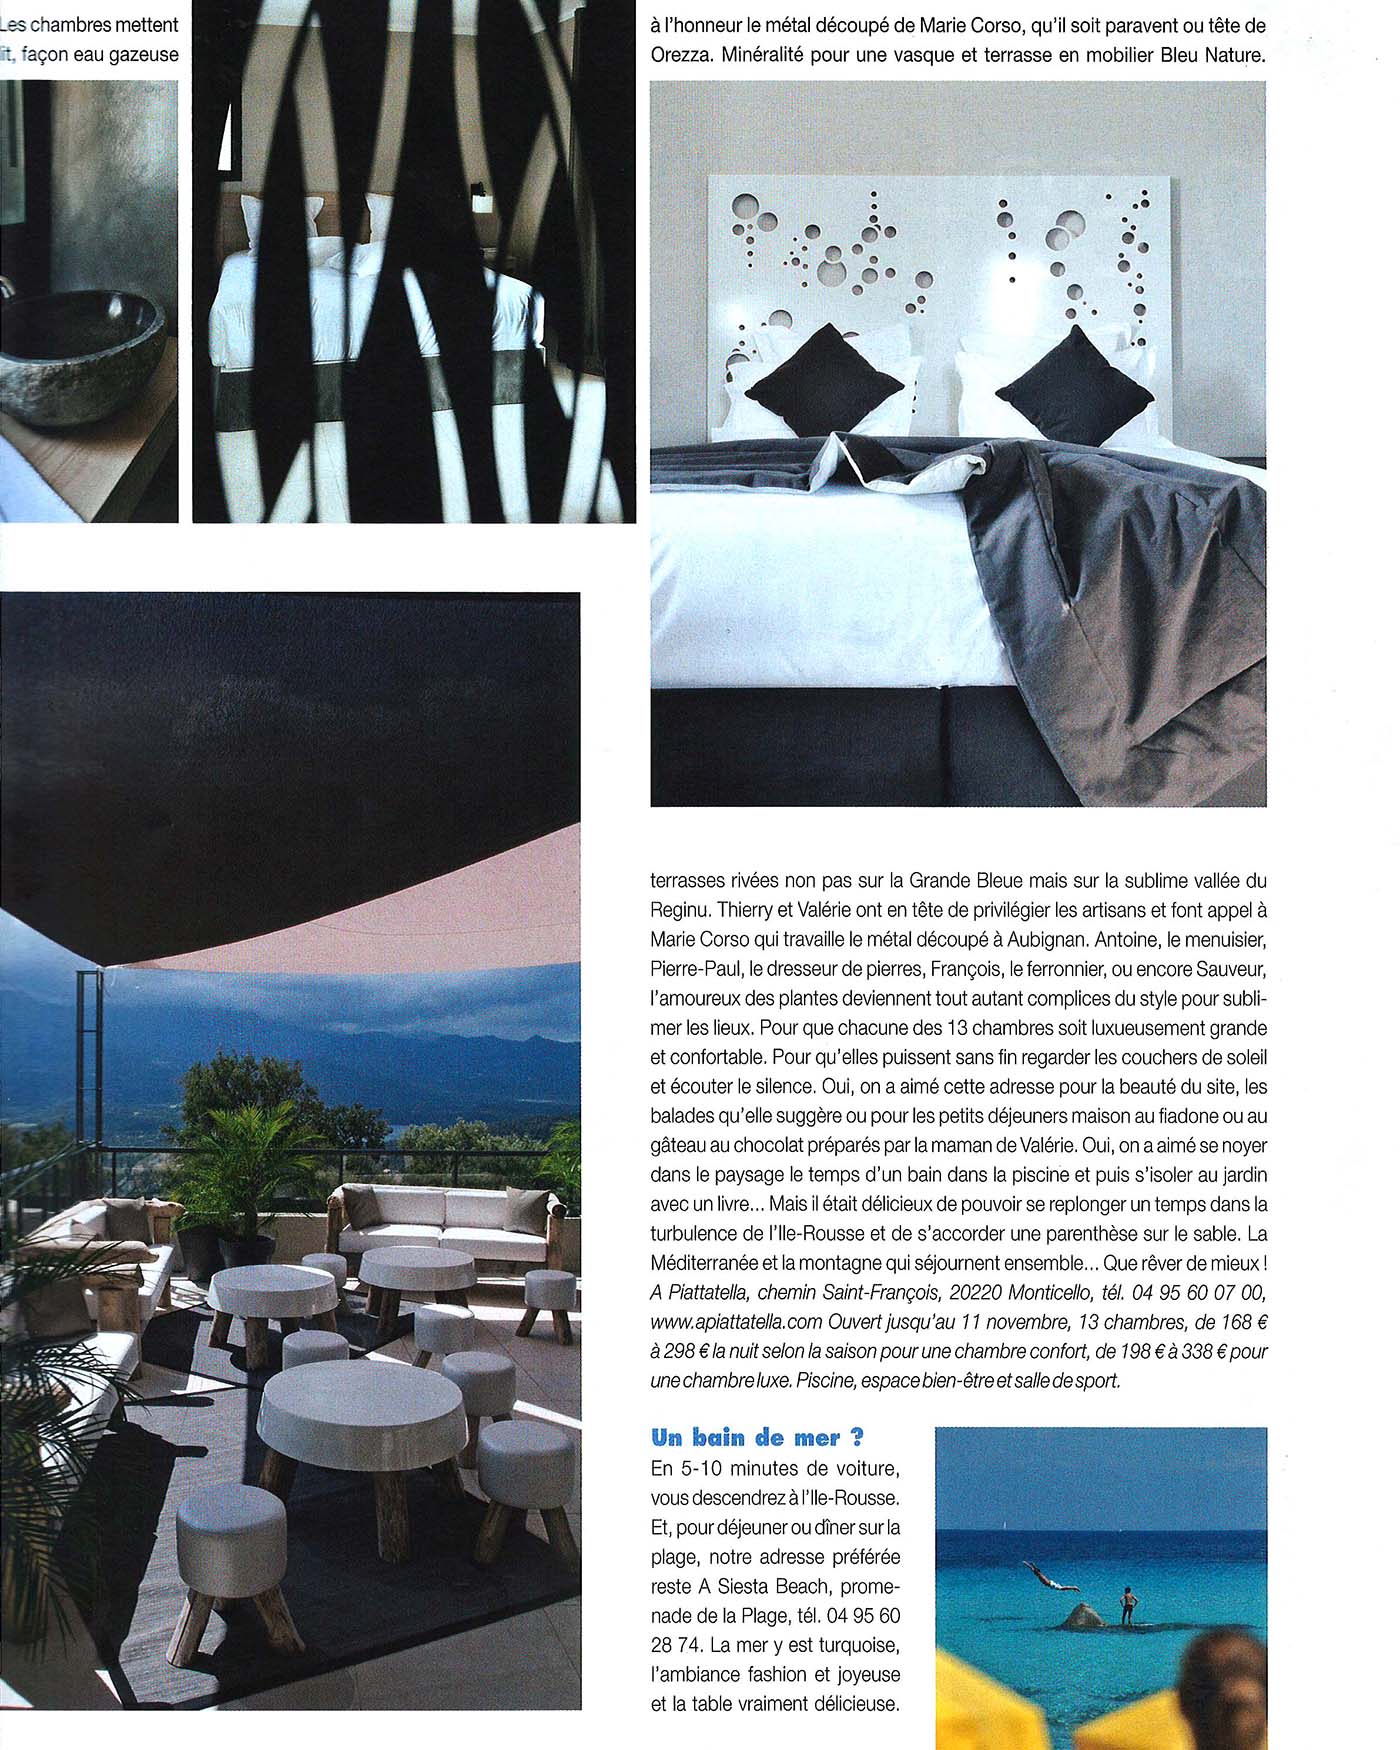 Les chambres mettent à l'honneur le métal découpé de Marie Corso, qu'il soit paravent ou tête de
lit, façon eau gazeuse Orezza. Minéralité pour une vasque et terrasse en mobilier Bleu Nature.
terrasses rivées non pas sur la Grande Bleue mais sur la sublime vallée du
Reginu. Thierry et Valérie ont en tête de privilégier les artisans et font appel à
Marie Corso qui travaille le métal découpé à Aubignan. Antoine, le menuisier,
Pierre-Paul, le dresseur de pierres, François, le ferronnier, ou encore Sauveur,
l'amoureux des plantes deviennent tout autant complices du style pour subli-
mer les lieux. Pour que chacune des 13 chambres soit luxueusement grande
et confortable. Pour qu'elles puissent sans fin regarder les couchers de soleil
et écouter le silence. Oui, on a aimé cette adresse pour la beauté du site, les
balades qu'elle suggère ou pour les petits déjeuners maison au fiadone ou au
gâteau au chocolat préparés par la maman de Valérie. Oui, on a aimé se noyer
dans le paysage le temps d'un bain dans la piscine et puis s'isoler au jardin
avec un livre... Mais il était délicieux de pouvoir se replonger un temps dans la
turbulence de l'Ile-Rousse et de s'accorder une parenthèse sur le sable. La
Méditerranée et la montagne qui séjournent ensemble... Que rêver de mieux !
A Piattatella, chemin Saint-François, 20220 Monticello, tél. 04 95 60 07 00,
www.apiattatella.com Ouvert jusqu'au 11 novembre, 13 chambres, de 168 €
à 298 € la nuit selon la saison pour une chambre confort, de 198 € à 338 € pour
une chambre luxe. Piscine, espace bien-être et salle de sport.
Un bain de mer ?
En 5-10 minutes de voiture,
vous descendrez à l'Ile-Rousse.
Et, pour déjeuner ou dîner sur la
plage, notre adresse préférée
reste A Siesta Beach, prome-
nade de la Plage, tél. 04 95 60
28 74. La mer y est turquoise,
l'ambiance fashion et joyeuse
et la table vraiment délicieuse.